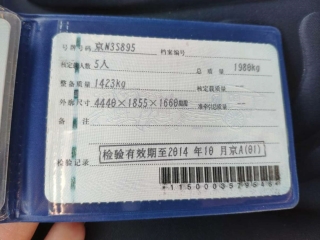 号牌号码 京N3S895 档案编号
核定载人数 5人 总质量 1980kg
整备质量 1423kg 核定载质量 --
外廓尺寸 4440×1855×1660mm 准牵引总质量 --
备注
检验记录 检验有效期至2014年10月京A(01)